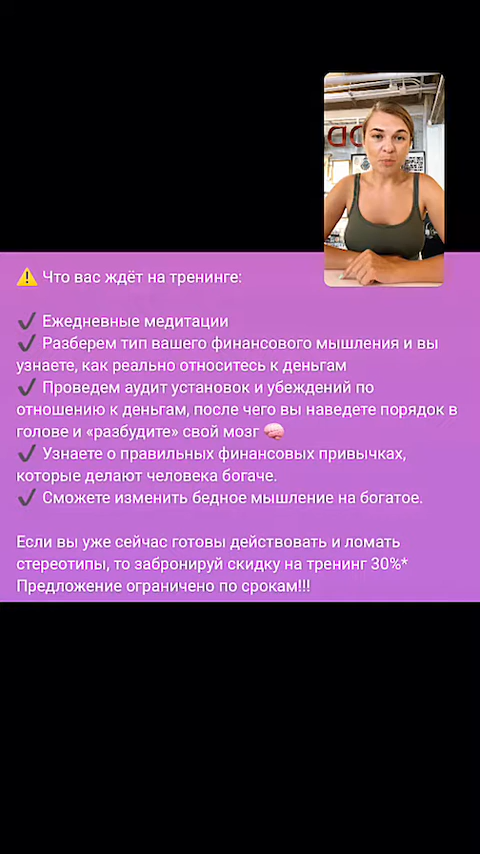 ⚠️ Что вас ждёт на тренинге:
✔️ Ежедневные медитации
✔️ Разберем тип вашего финансового мышления и вы
узнаете, как реально относитесь к деньгам
✔️ Проведем аудит установок и убеждений по
отношению к деньгам, после чего вы наведете порядок в
голове и «разбудите» свой мозг 🧠
✔️ Узнаете о правильных финансовых привычках,
которые делают человека богаче.
✔️ Сможете изменить бедное мышление на богатое.
Если вы уже сейчас готовы действовать и ломать
стереотипы, то забронируй скидку на тренинг 30%*
Предложение ограничено по срокам!!!